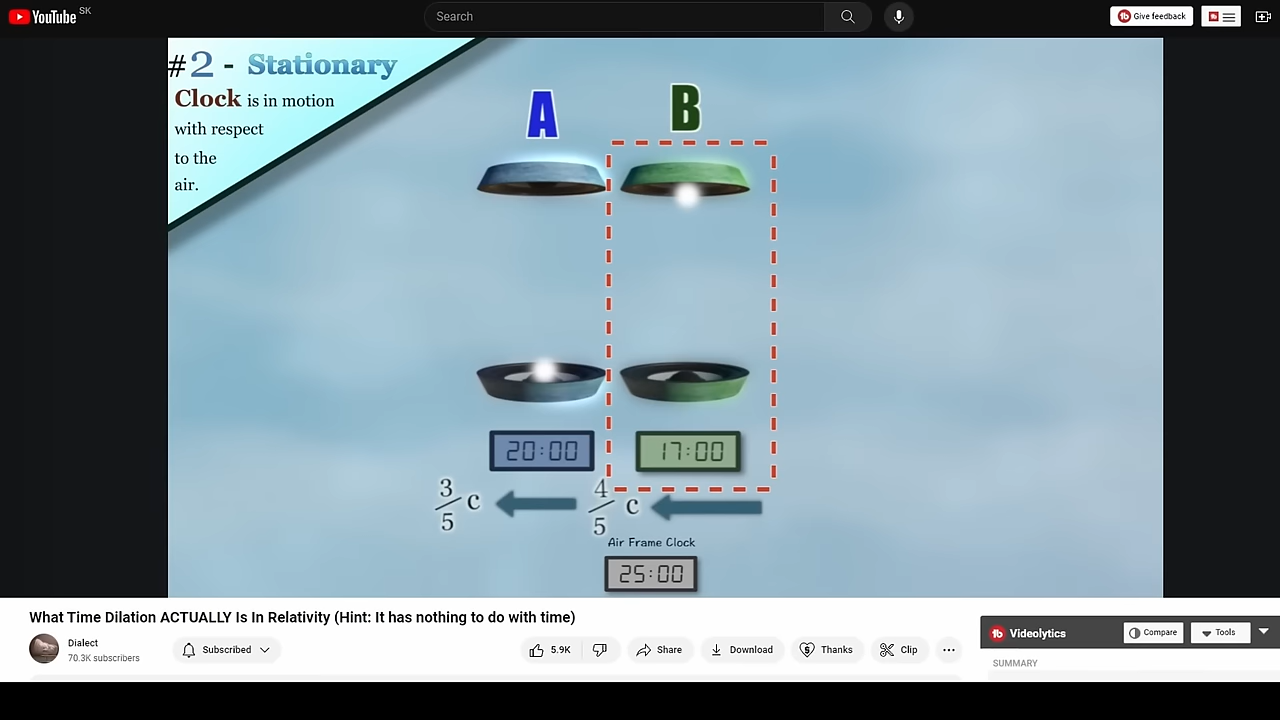 YouTube SK
Search
Give feedback
#2 - Stationary
Clock is in motion
with respect
to the
air.
A
B
20:00
17:00
3/5 c
4/5 c
Air Frame Clock
25:00
What Time Dilation ACTUALLY Is In Relativity (Hint: It has nothing to do with time)
Dialect
70.3K subscribers
Subscribed
5.9K
Share
Download
Thanks
Clip
Videolytics
Compare
Tools
SUMMARY